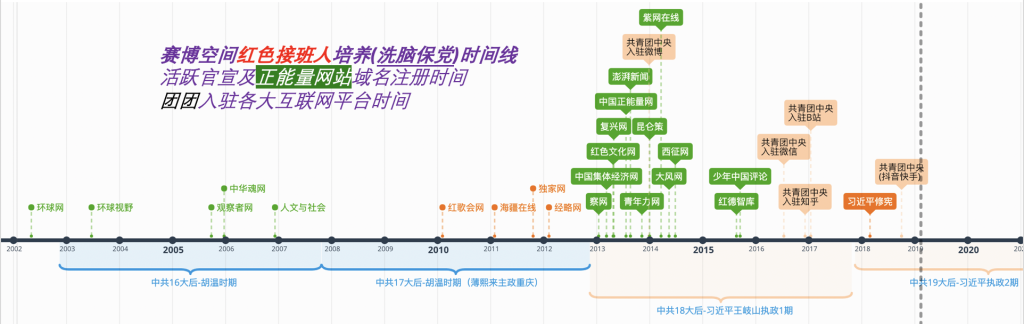 赛博空间红色接班人培养(洗脑保党)时间线
活跃官宣及正能量网站域名注册时间
团团入驻各大互联网平台时间
紫网在线
共青团中央
入驻微博
澎湃新闻
中国正能量网
复兴网
昆仑策
红色文化网
西征网
中国集体经济网
大风网
察网
青年力网
少年中国评论
红德智库
共青团中央
入驻B站
共青团中央
入驻微信
共青团中央
入驻知乎
共青团中央
(抖音快手)
习近平修宪
环球网
环球视野
中华魂网
观察者网
人文与社会
红歌会网
海疆在线
独家网
经略网
2002
2003
2004
2005
2006
2007
2008
2009
2010
2011
2012
2013
2014
2015
2016
2017
2018
2019
2020
中共16大后-胡温时期
中共17大后-胡温时期（薄熙来主政重庆）
中共18大后-习近平王岐山执政1期
中共19大后-习近平执政2期